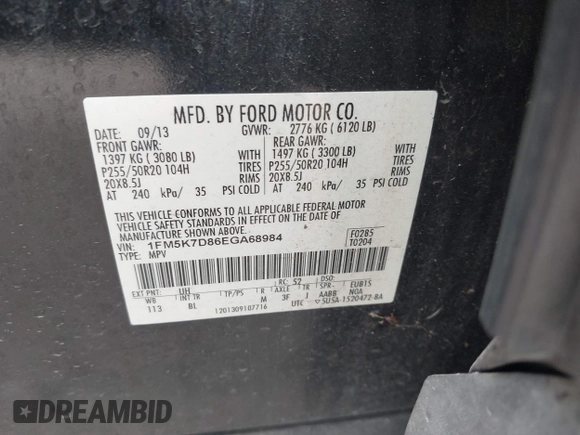 MFD. BY FORD MOTOR CO.
DATE: 09/13 GVWR: 2776 KG ( 6120 LB)
FRONT GAWR: REAR GAWR:
1397 KG ( 3080 LB) WITH 1497 KG ( 3300 LB) WITH
P255/50R20 104H TIRES P255/50R20 104H TIRES
20X8.5J RIMS 20X8.5J RIMS
AT 240 kPa/ 35 PSI COLD AT 240 kPa/ 35 PSI COLD
THIS VEHICLE CONFORMS TO ALL APPLICABLE FEDERAL MOTOR
VEHICLE SAFETY STANDARDS IN EFFECT ON THE DATE OF
MANUFACTURE SHOWN ABOVE.
VIN: 1FM5K7D86EGA68984 F0285
TYPE: MPV T0204
EXT PNT: UH RC: 52 DSO:
WB INT TR TP/PS R AXLE TR SPR EUB1S
113 BL M 3F J AABB NOA
1201309107716 UTC ▽5U5A-1520472-BA
DREAMBID